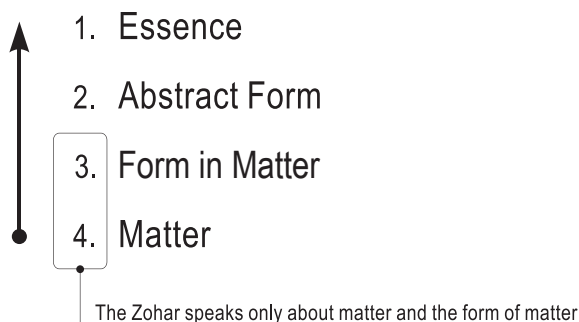 1. Essence
2. Abstract Form
3. Form in Matter
4. Matter
The Zohar speaks only about matter and the form of matter